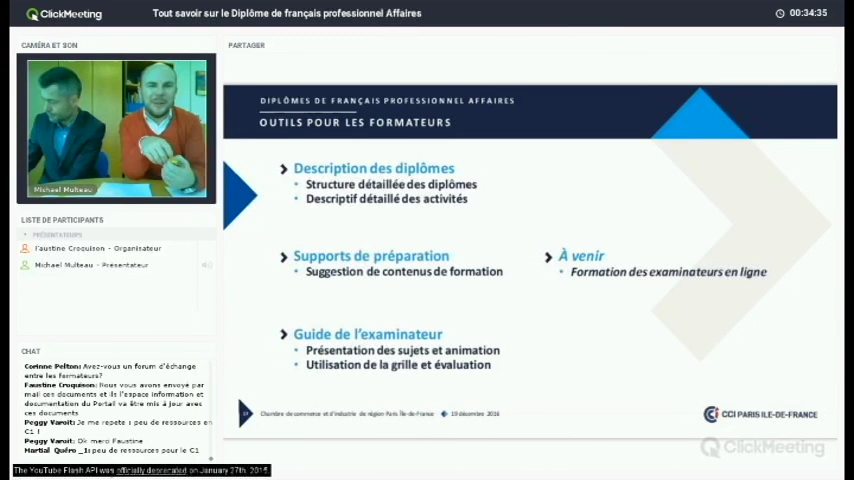 ClickMeeting
Tout savoir sur le Diplôme de français professionnel Affaires
00:34:35
CAMÉRA ET SON
Michael Multeau
LISTE DE PARTICIPANTS
PRÉSENTATEURS
Faustine Croquison - Organisateur
Michael Multeau - Présentateur
CHAT
Corinne Pelton: Avez-vous un forum d'échange
entre les formateurs?
Faustine Croquison: Nous vous avons envoyé par
mail ces documents et ils l'espace information et
documentation du Portail va être mis à jour avec
ces documents
Peggy Varoit: Je me repete : peu de ressources en
C1 !
Peggy Varoit: Ok merci Faustine
Martial Quéro _1: peu de ressources pour le C1
The YouTube Flash API was officially deprecated on January 27th, 2015.
PARTAGER
DIPLÔMES DE FRANÇAIS PROFESSIONNEL AFFAIRES
OUTILS POUR LES FORMATEURS
Description des diplômes
• Structure détaillée des diplômes
• Descriptif détaillé des activités
Supports de préparation
• Suggestion de contenus de formation
À venir
• Formation des examinateurs en ligne
Guide de l'examinateur
• Présentation des sujets et animation
• Utilisation de la grille et évaluation
Chambre de commerce et d'industrie de région Paris Île-de-France
19 décembre 2016
CCI PARIS ILE-DE-FRANCE
ClickMeeting